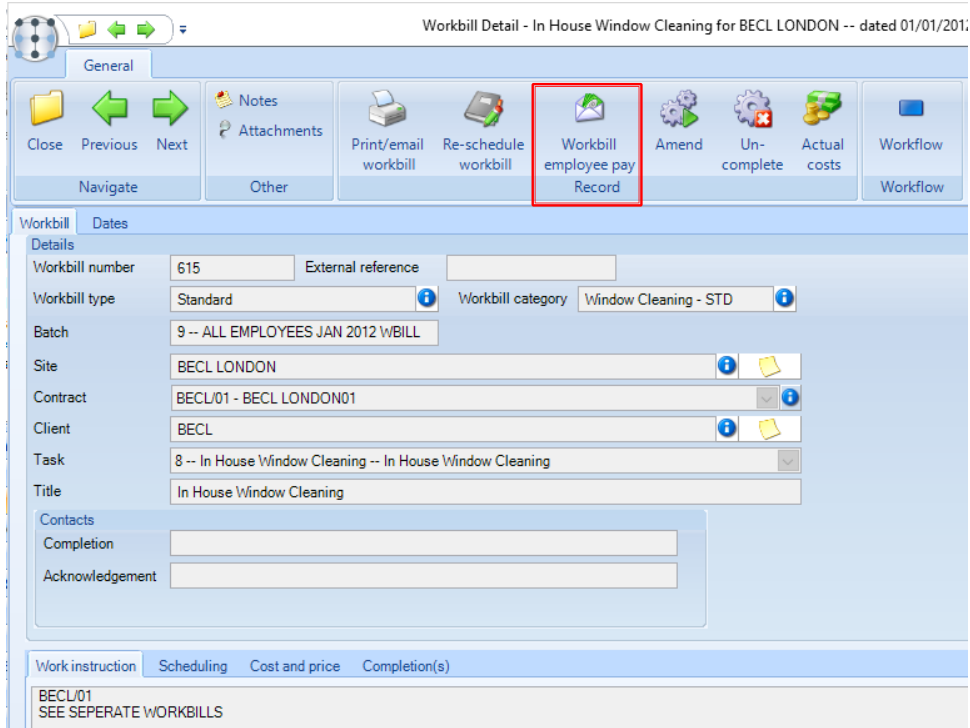 Workbill Detail - In House Window Cleaning for BECL LONDON -- dated 01/01/2012
General
Close
Previous
Next
Navigate
Notes
Attachments
Other
Print/email
workbill
Re-schedule
workbill
Workbill
employee pay
Amend
Un-
complete
Actual
costs
Record
Workflow
Workflow
Workbill Dates
Details
Workbill number 615 External reference
Workbill type Standard Workbill category Window Cleaning - STD
Batch 9 -- ALL EMPLOYEES JAN 2012 WBILL
Site BECL LONDON
Contract BECL/01 - BECL LONDON01
Client BECL
Task 8 -- In House Window Cleaning -- In House Window Cleaning
Title In House Window Cleaning
Contacts
Completion
Acknowledgement
Work instruction Scheduling Cost and price Completion(s)
BECL/01
SEE SEPERATE WORKBILLS